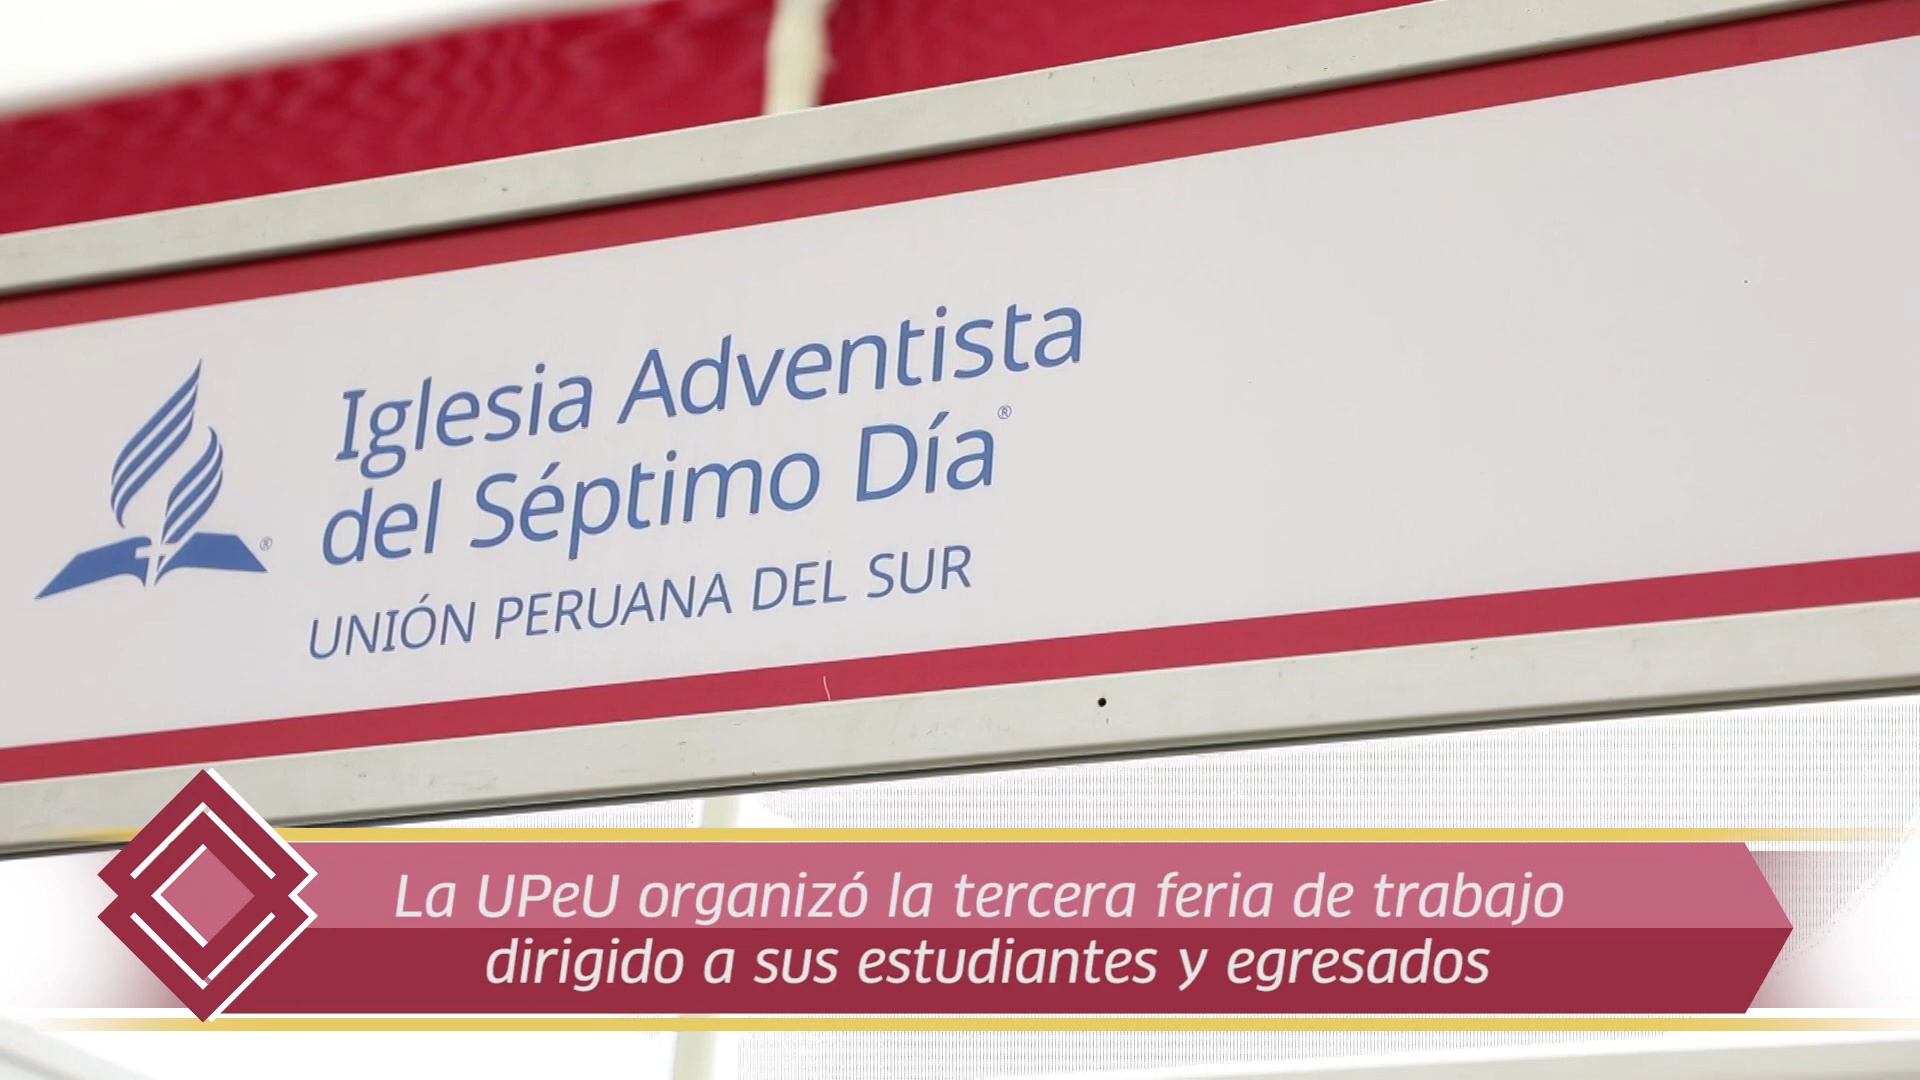 Iglesia Adventista
del Séptimo Día®
®
UNIÓN PERUANA DEL SUR
La UPeU organizó la tercera feria de trabajo
dirigido a sus estudiantes y egresados